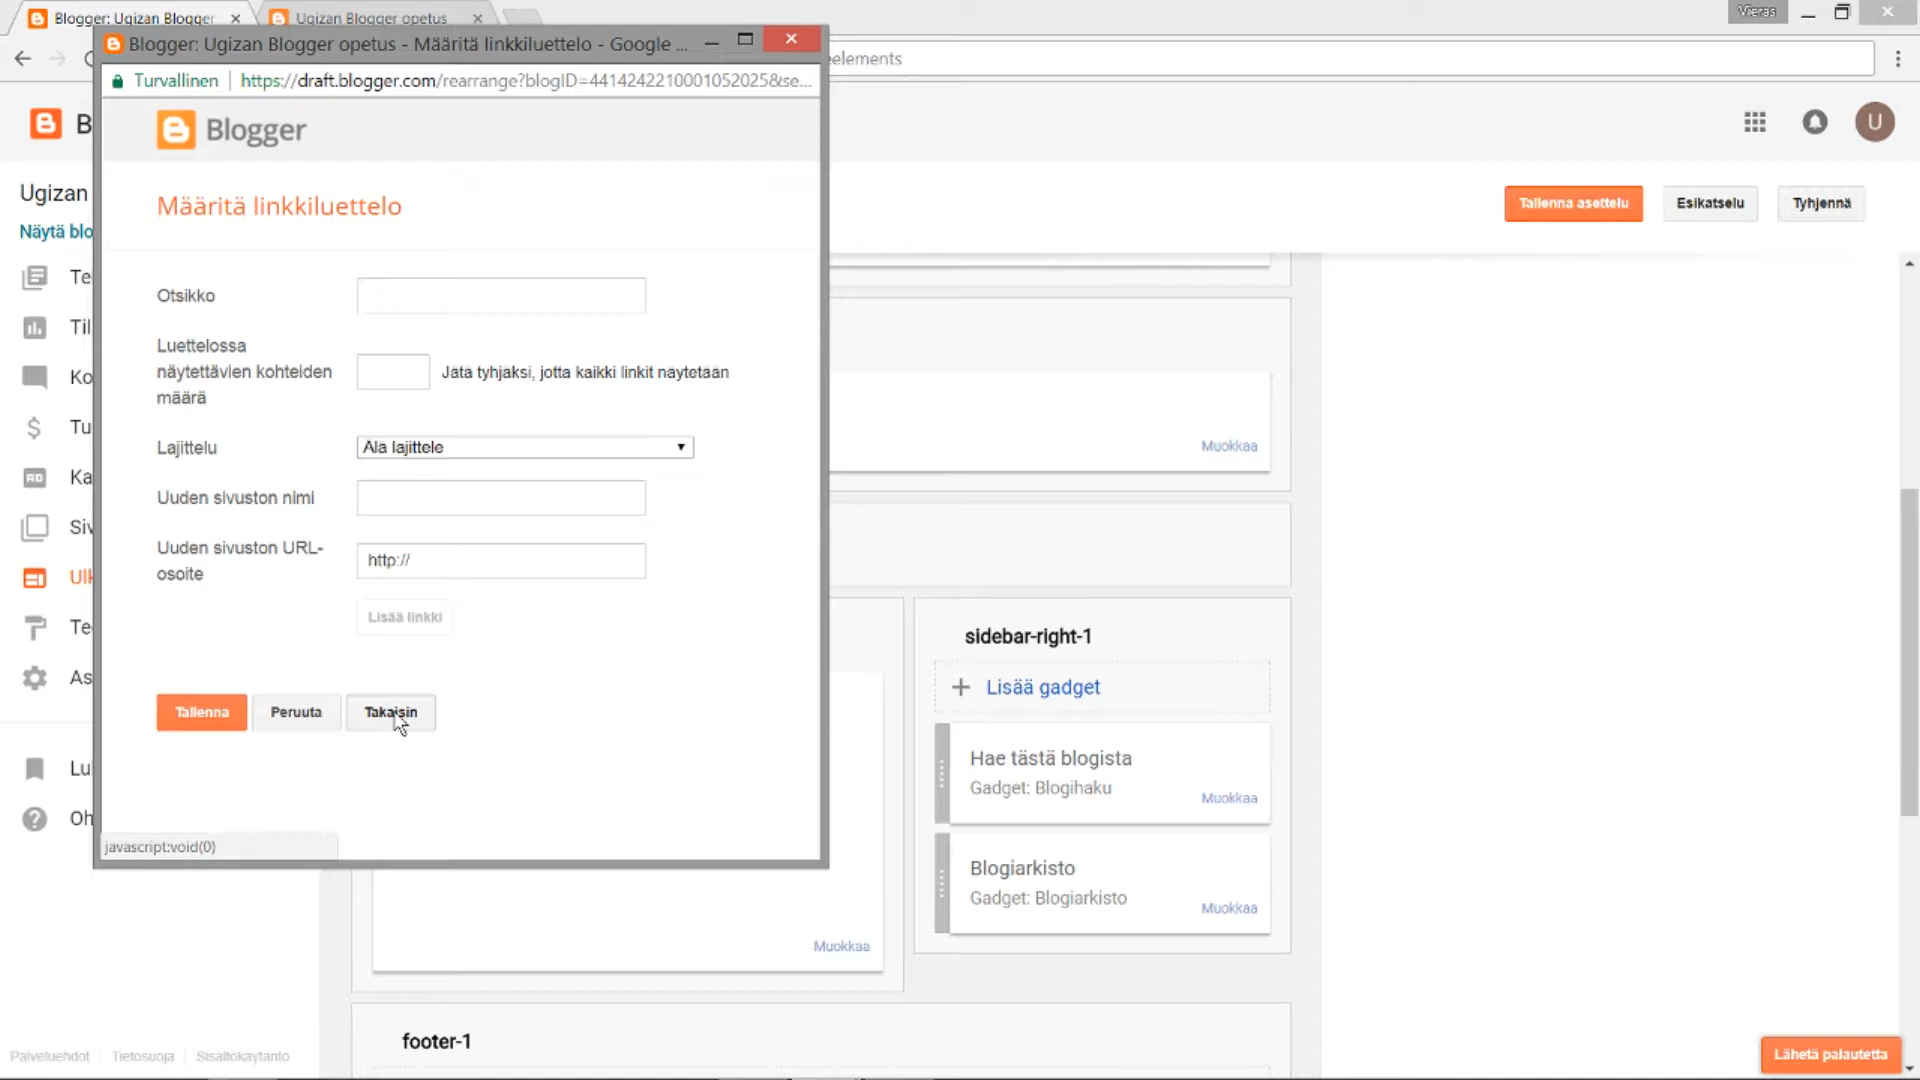 Blogger: Ugizan Blogger
Ugizan Blogger opetus
Vieras
Blogger: Ugizan Blogger opetus - Määritä linkkiluettelo - Google ...
Turvallinen
https://draft.blogger.com/rearrange?blogID=4414242210001052025&se...
elements
B
Blogger
U
Ugizan
Näytä blo
Määritä linkkiluettelo
Tallenna asettelu
Esikatselu
Tyhjennä
Te
Til
Ko
Tu
Ka
Siv
Ulk
Te
As
Lul
Oh
Otsikko
Luettelossa
näytettävien kohteiden
määrä
Jätä tyhjäksi, jotta kaikki linkit näytetään
Lajittelu
Älä lajittele
Uuden sivuston nimi
Uuden sivuston URL-
osoite
http://
Lisää linkki
Tallenna
Peruuta
Takaisin
javascript:void(0)
Muokkaa
sidebar-right-1
Lisää gadget
Hae tästä blogista
Gadget: Blogihaku
Muokkaa
Blogiarkisto
Gadget: Blogiarkisto
Muokkaa
Muokkaa
footer-1
Palveluehdot
Tietosuoja
Sisältökäytäntö
Lähetä palautetta